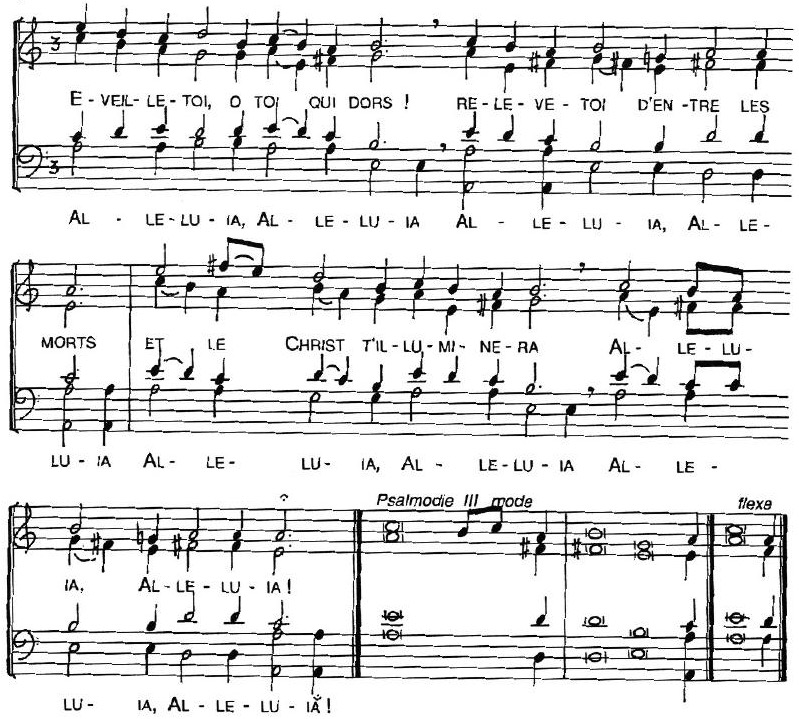 E-VEIL-LE-TOI, O TOI QUI DORS ! RE-LE-VE-TOI D'EN-TRE LES
AL - LE-LU-IA, AL - LE - LU - IA AL - LE - LU - IA, AL - LE -
MORTS ET LE CHRIST T'IL-LU-MI-NE-RA AL - LE - LU -
LU - IA AL - LE - LU - IA, AL - LE-LU-IA AL - LE -
Psalmodie III mode flexe
IA, AL-LE-LU-IA !
LU - IA, AL-LE-LU-IA !